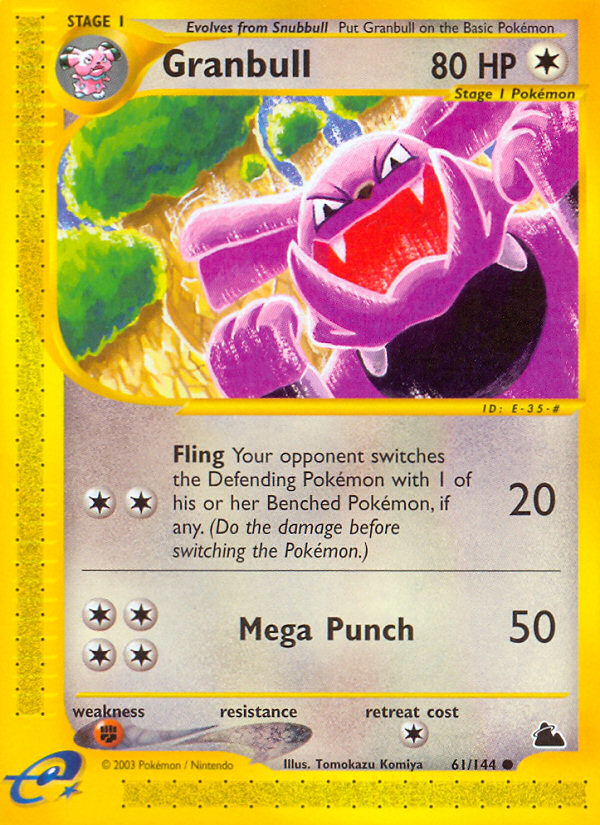 STAGE 1
Evolves from Snubbull Put Granbull on the Basic Pokémon
Granbull 80 HP
Stage 1 Pokémon
ID: E-35-#
Fling Your opponent switches
the Defending Pokémon with 1 of
his or her Benched Pokémon, if
any. (Do the damage before
switching the Pokémon.)
20
Mega Punch 50
weakness resistance retreat cost
© 2003 Pokémon / Nintendo Illus. Tomokazu Komiya 61/144
e